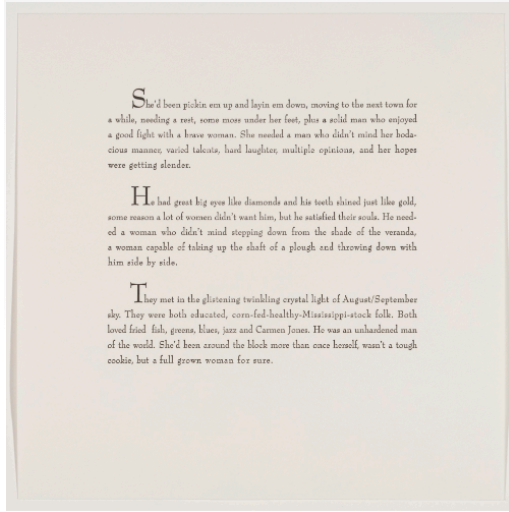 She'd been pickin em up and layin em down, moving to the next town for
a while, needing a rest, some moss under her feet, plus a solid man who enjoyed
a good fight with a brave woman. She needed a man who didn't mind her boda-
cious manner, varied talents, hard laughter, multiple opinions, and her hopes
were getting slender.
He had great big eyes like diamonds and his teeth shined just like gold,
some reason a lot of women didn't want him, but he satisfied their souls. He need-
ed a woman who didn't mind stepping down from the shade of the veranda,
a woman capable of taking up the shaft of a plough and throwing down with
him side by side.
They met in the glistening twinkling crystal light of August/September
sky. They were both educated, corn-fed-healthy-Mississippi-stock folk. Both
loved fried fish, greens, blues, jazz and Carmen Jones. He was an unhardened man
of the world. She'd been around the block more than once herself, wasn't a tough
cookie, but a full grown woman for sure.